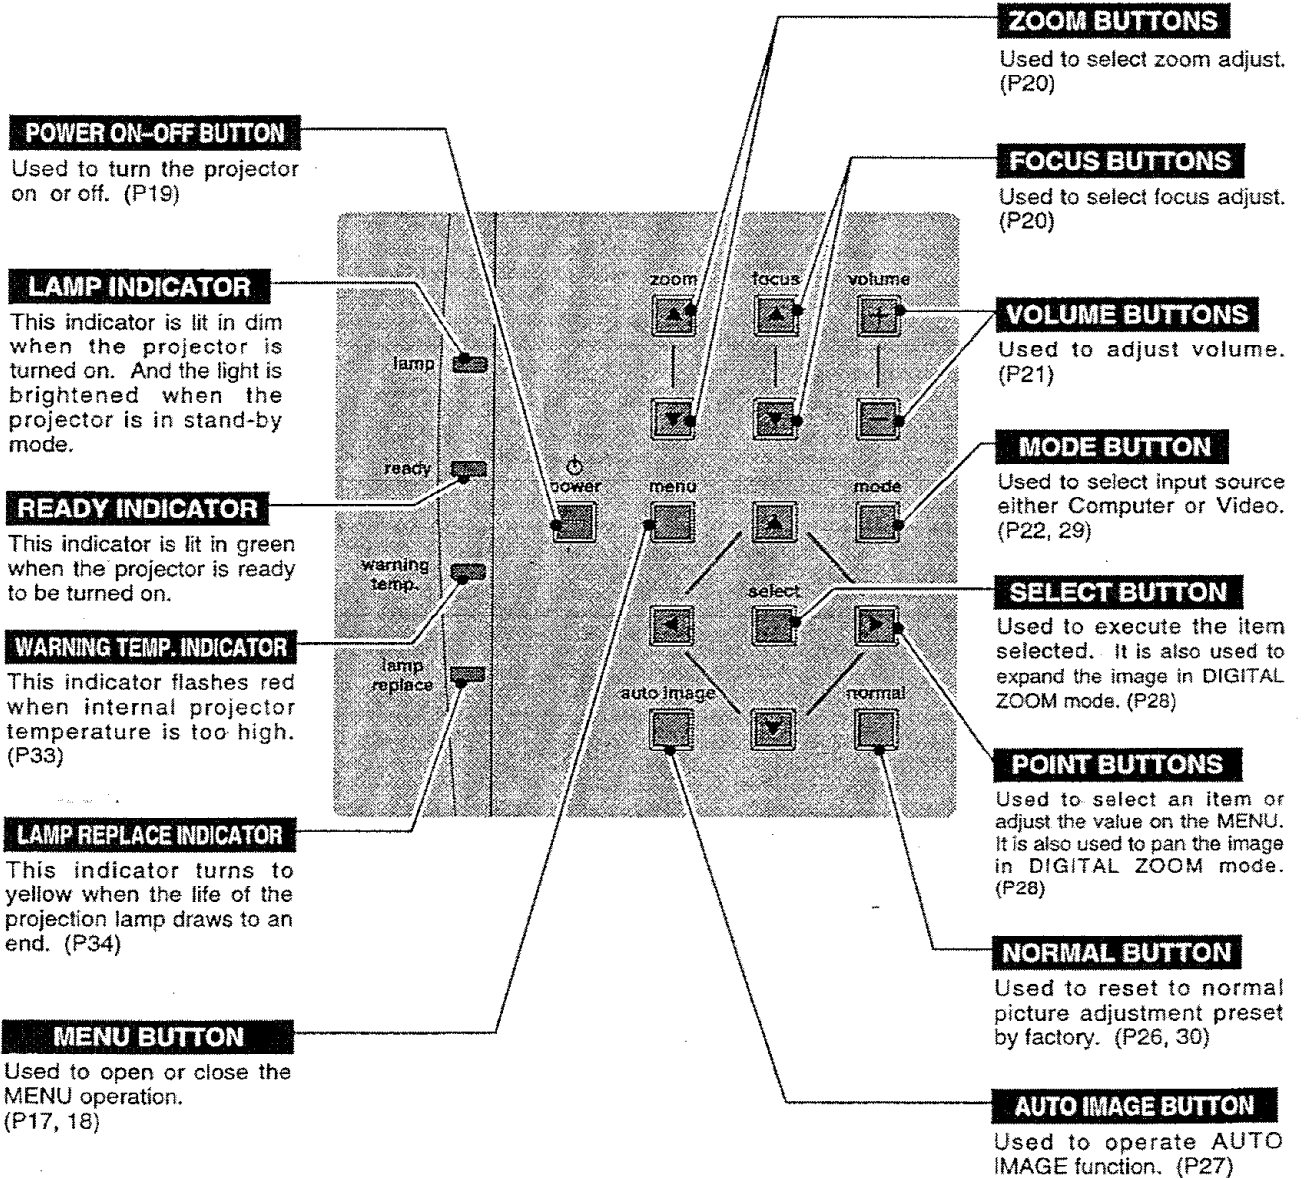 POWER ON–OFF BUTTON
Used to turn the projector
on or off. (P19)
LAMP INDICATOR
This indicator is lit in dim
when the projector is
turned on. And the light is
brightened when the
projector is in stand-by
mode.
READY INDICATOR
This indicator is lit in green
when the projector is ready
to be turned on.
WARNING TEMP. INDICATOR
This indicator flashes red
when internal projector
temperature is too high.
(P33)
LAMP REPLACE INDICATOR
This indicator turns to
yellow when the life of the
projection lamp draws to an
end. (P34)
MENU BUTTON
Used to open or close the
MENU operation.
(P17, 18)
zoom focus volume
lamp
ready
power menu mode
warning
temp.
select
lamp
replace
auto image normal
ZOOM BUTTONS
Used to select zoom adjust.
(P20)
FOCUS BUTTONS
Used to select focus adjust.
(P20)
VOLUME BUTTONS
Used to adjust volume.
(P21)
MODE BUTTON
Used to select input source
either Computer or Video.
(P22, 29)
SELECT BUTTON
Used to execute the item
selected. It is also used to
expand the image in DIGITAL
ZOOM mode. (P28)
POINT BUTTONS
Used to select an item or
adjust the value on the MENU.
It is also used to pan the image
in DIGITAL ZOOM mode.
(P28)
NORMAL BUTTON
Used to reset to normal
picture adjustment preset
by factory. (P26, 30)
AUTO IMAGE BUTTON
Used to operate AUTO
IMAGE function. (P27)